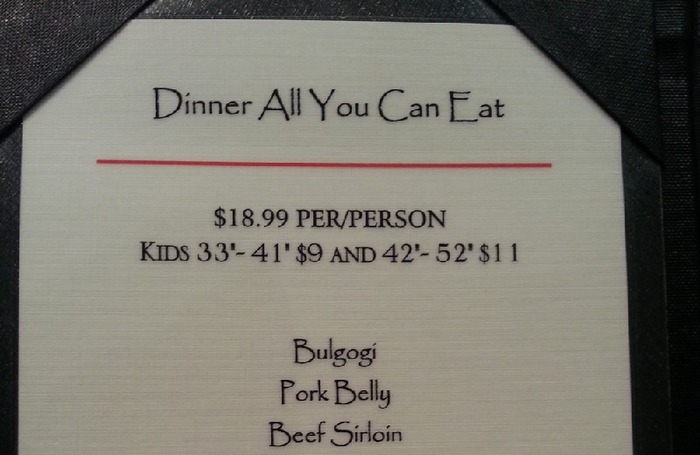 Dinner All You Can Eat
$18.99 PER/PERSON
KIDS 33'- 41' $9 AND 42'- 52' $11
Bulgogi
Pork Belly
Beef Sirloin